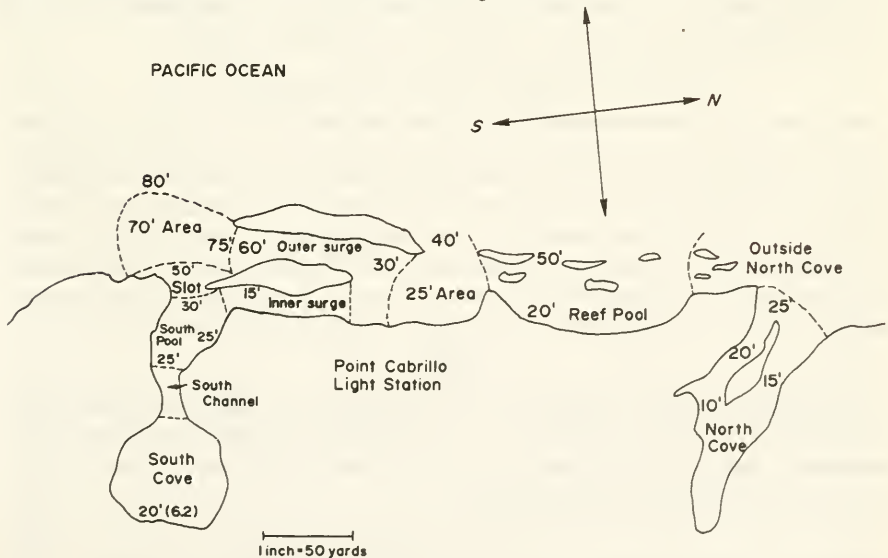 PACIFIC OCEAN
S
N
80'
70' Area
75'
60'
Outer surge
40'
30'
50'
Outside
North Cove
50'
Slot
30'
15'
Inner surge
25' Area
20'
Reef Pool
25'
South
Pool
25'
25'
Point Cabrillo
Light Station
20'
15'
10'
South
Channel
North
Cove
South
Cove
20' (6.2)
1 inch = 50 yards